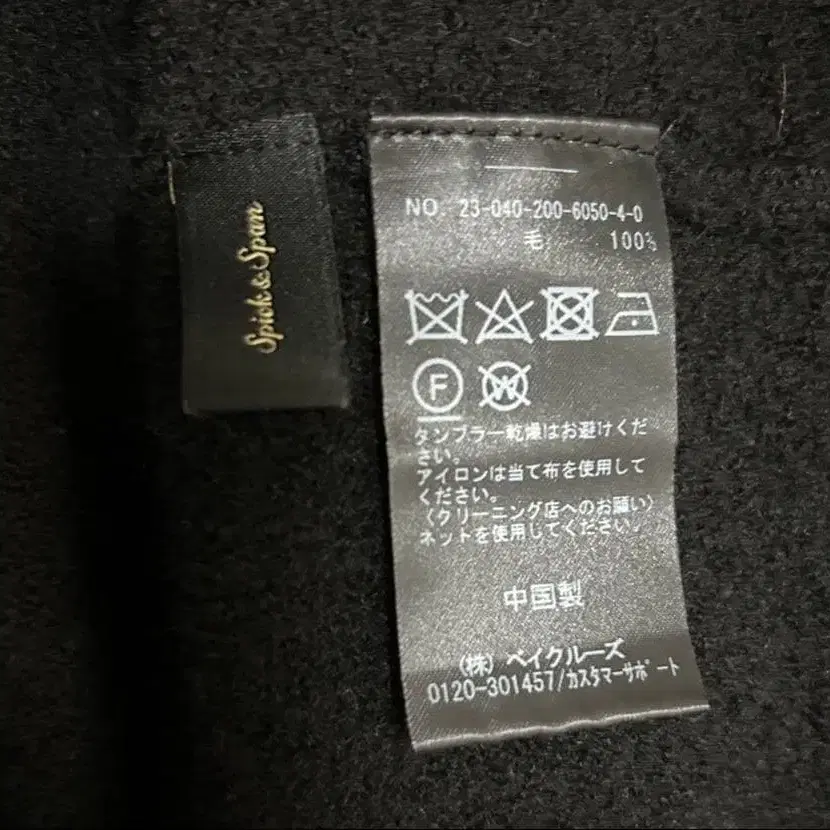 Spick & Span
NO. 23-040-200-6050-4-0
毛 100%
F
W
タンブラー乾燥はお避けくだ
さい。
アイロンは当て布を使用して
ください。
〈クリーニング店へのお願い〉
ネットを使用してください。
中国製
(株) ベイクルーズ
0120-301457/カスタマーサポート